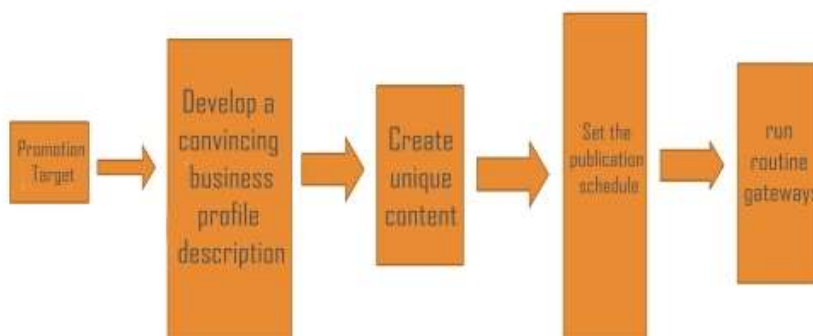 Promotion
Target
Develop a
convincing
business
profile
description
Create
unique
content
Set the
publication
schedule
run
routine
gateways